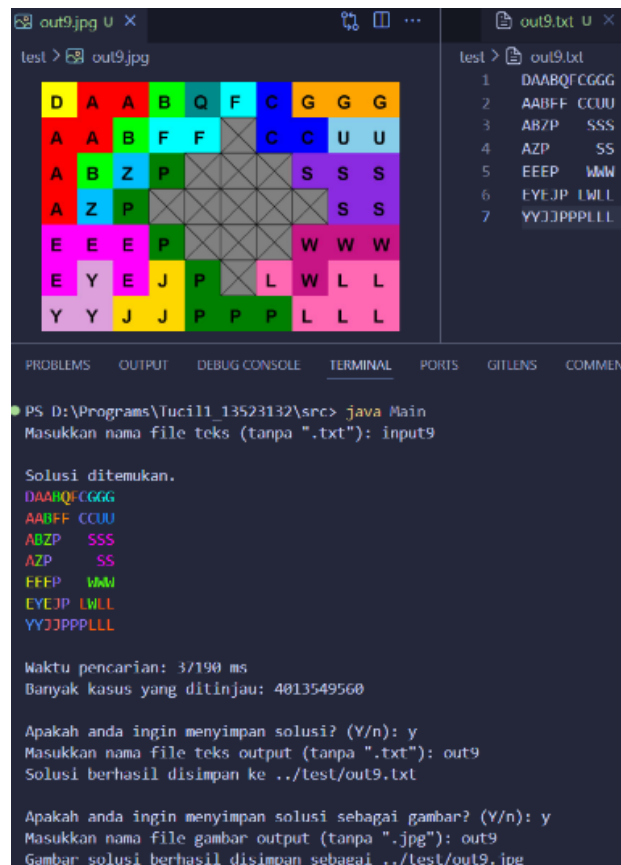 out9.jpg U ×
out9.txt U ×
test > out9.jpg
test > out9.txt
D A A B Q F C G G G
A A B F F C C U U
A B Z P S S S
A Z P S S
E E E P W W W
E Y E J P L W L L
Y Y J J P P P L L L
1 DAABQFCGGG
2 AABFF CCUU
3 ABZP    SSS
4 AZP      SS
5 EEEP    WWW
6 EYEJP LWLL
7 YYJJPPPLLL
PROBLEMS OUTPUT DEBUG CONSOLE TERMINAL PORTS GITLENS COMMEN
PS D:\Programs\Tucil1_13523132\src> java Main
Masukkan nama file teks (tanpa ".txt"): input9
Solusi ditemukan.
DAABQFCGGG
AABFF CCUU
ABZP    SSS
AZP      SS
EEEP    WWW
EYEJP LWLL
YYJJPPPLLL
Waktu pencarian: 37190 ms
Banyak kasus yang ditinjau: 4013549560
Apakah anda ingin menyimpan solusi? (Y/n): y
Masukkan nama file teks output (tanpa ".txt"): out9
Solusi berhasil disimpan ke ../test/out9.txt
Apakah anda ingin menyimpan solusi sebagai gambar? (Y/n): y
Masukkan nama file gambar output (tanpa ".jpg"): out9
Gambar solusi berhasil disimpan sebagai ../test/out9.jpg